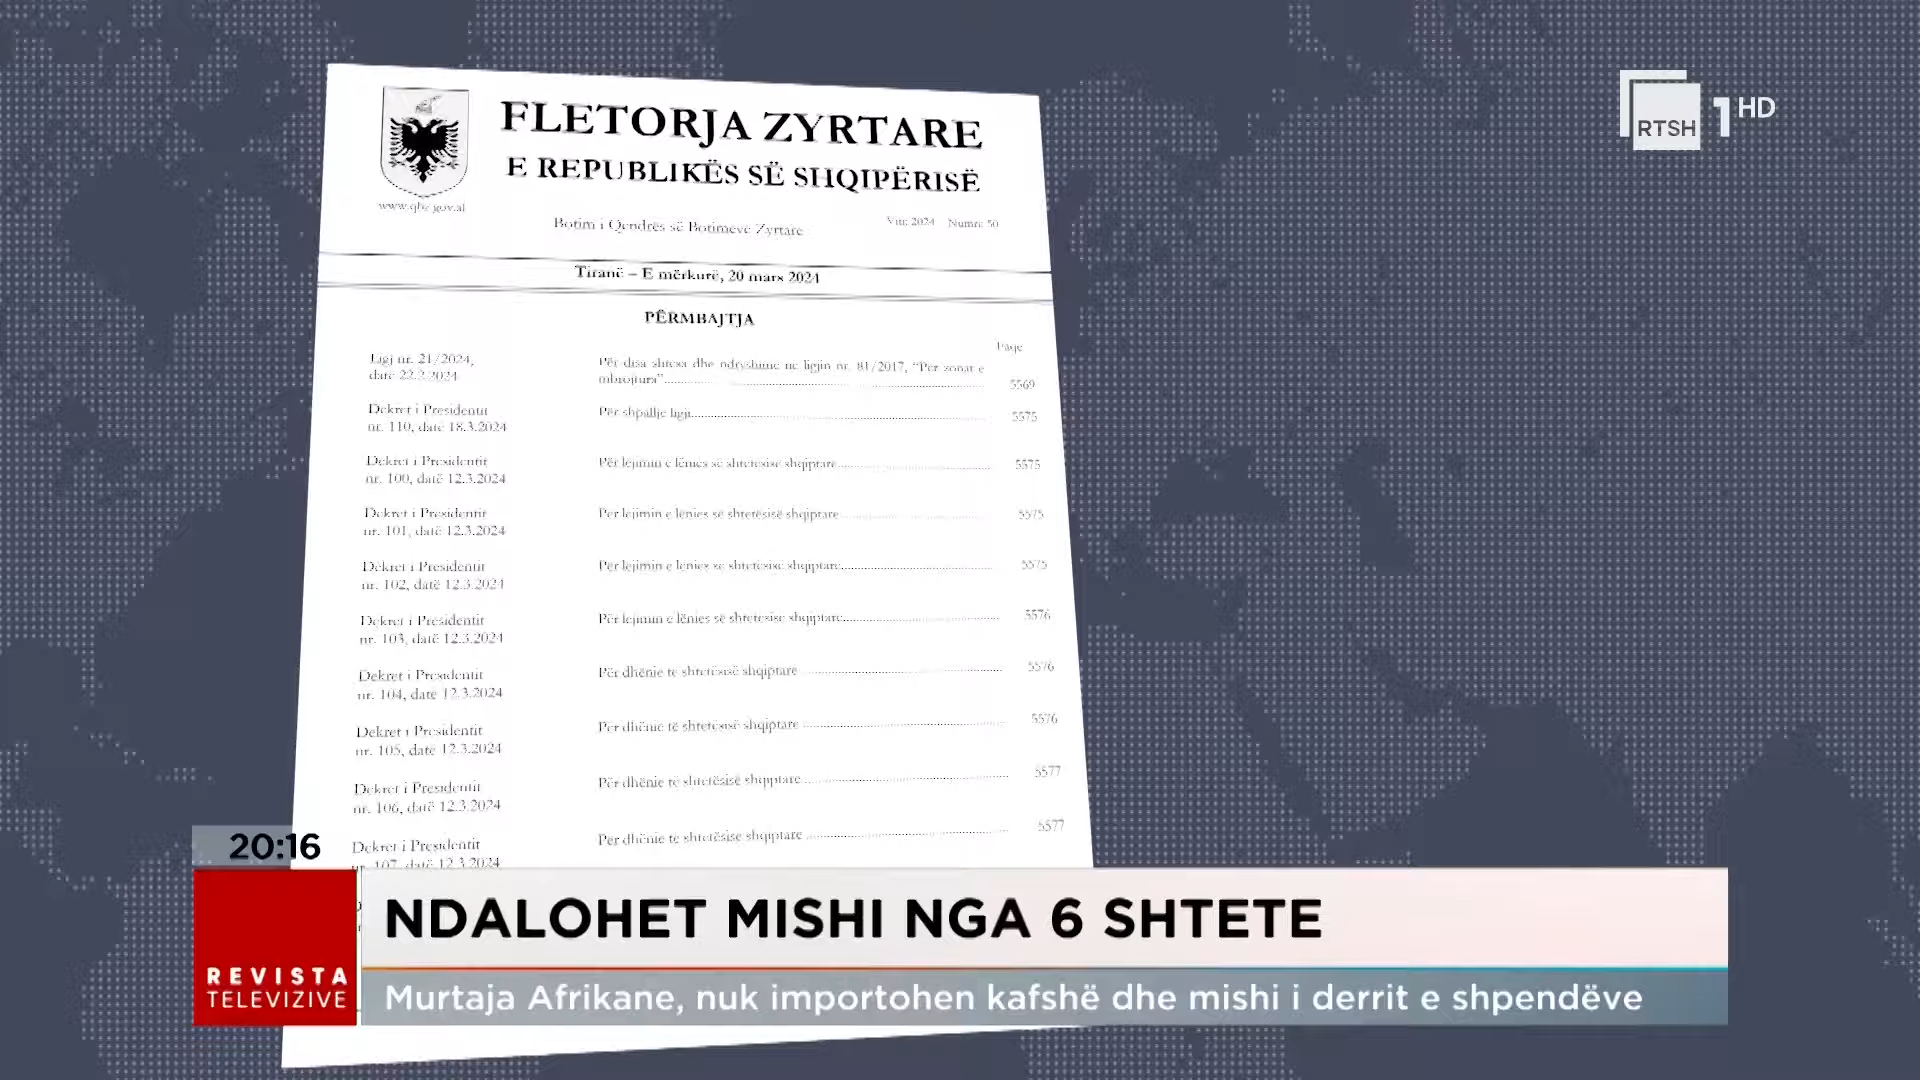 RTSH 1 HD
FLETORJA ZYRTARE
E REPUBLIKËS SË SHQIPËRISË
www.qbz.gov.al
Botim i Qendrës së Botimeve Zyrtare
Viti: 2024 Numri: 50
Tiranë – E mërkurë, 20 mars 2024
PËRMBAJTJA
Faqe
Ligj nr. 21/2024,
datë 22.2.2024
Për disa shtesa dhe ndryshime në ligjin nr. 81/2017, “Për zonat e
mbrojtura” 5569
Dekret i Presidentit
nr. 110, datë 18.3.2024
Për shpallje ligji 5575
Dekret i Presidentit
nr. 100, datë 12.3.2024
Për lejimin e lënies së shtetësisë shqiptare 5575
Dekret i Presidentit
nr. 101, datë 12.3.2024
Për lejimin e lënies së shtetësisë shqiptare 5575
Dekret i Presidentit
nr. 102, datë 12.3.2024
Për lejimin e lënies së shtetësisë shqiptare 5575
Dekret i Presidentit
nr. 103, datë 12.3.2024
Për lejimin e lënies së shtetësisë shqiptare 5576
Dekret i Presidentit
nr. 104, datë 12.3.2024
Për dhënie të shtetësisë shqiptare 5576
Dekret i Presidentit
nr. 105, datë 12.3.2024
Për dhënie të shtetësisë shqiptare 5576
Dekret i Presidentit
nr. 106, datë 12.3.2024
Për dhënie të shtetësisë shqiptare 5577
Dekret i Presidentit
nr. 107, datë 12.3.2024
Për dhënie të shtetësisë shqiptare 5577
20:16
NDALOHET MISHI NGA 6 SHTETE
REVISTA
TELEVIZIVE
Murtaja Afrikane, nuk importohen kafshë dhe mishi i derrit e shpendëve